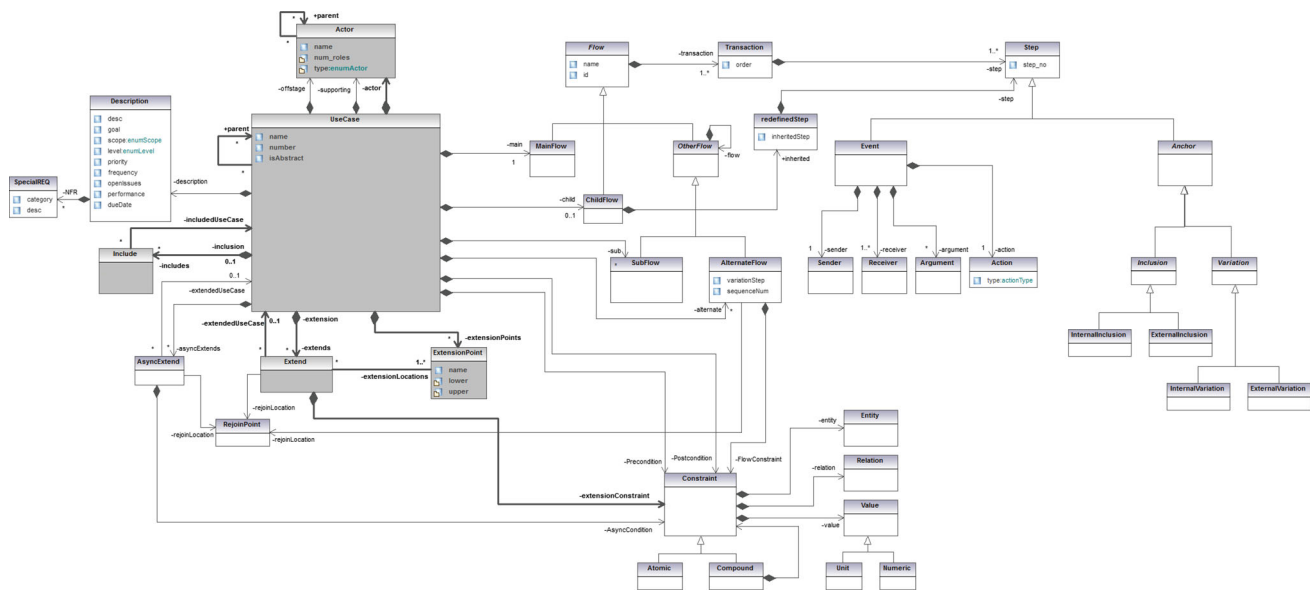 +parent
*
*
Actor
name
num_roles
type:enumActor
-offstage
-supporting
-actor
Flow
name
id
-transaction
1..*
Transaction
order
1..*
-step
Step
step_no
-step
Description
desc
goal
scope:enumScope
level:enumLevel
priority
frequency
openIssues
performance
dueDate
UseCase
name
number
isAbstract
+parent
*
*
-main
1
MainFlow
OtherFlow
-flow
redefinedStep
inheritedStep
+inherited
Event
Anchor
SpecialREQ
category
desc
-NFR
*
-description
-child
0..1
ChildFlow
-includedUseCase
*
*
Include
-inclusion
*
0..1
-includes
-sub
*
SubFlow
AlternateFlow
variationStep
sequenceNum
-alternate
*
1
-sender
Sender
1..*
-receiver
Receiver
*
-argument
Argument
1
-action
Action
type:actionType
Inclusion
Variation
0..1
-extendedUseCase
-extendedUseCase
0..1
-extension
*
-extensionPoints
InternalInclusion
ExternalInclusion
*
*
-asyncExtends
AsyncExtend
*
*
-extends
Extend
*
1..*
-extensionLocations
ExtensionPoint
name
lower
upper
InternalVariation
ExternalVariation
-rejoinLocation
RejoinPoint
-rejoinLocation
-rejoinLocation
-Precondition
-Postcondition
-FlowConstraint
-entity
Entity
-relation
Relation
Constraint
-extensionConstraint
-AsyncCondition
Value
-value
Atomic
Compound
Unit
Numeric